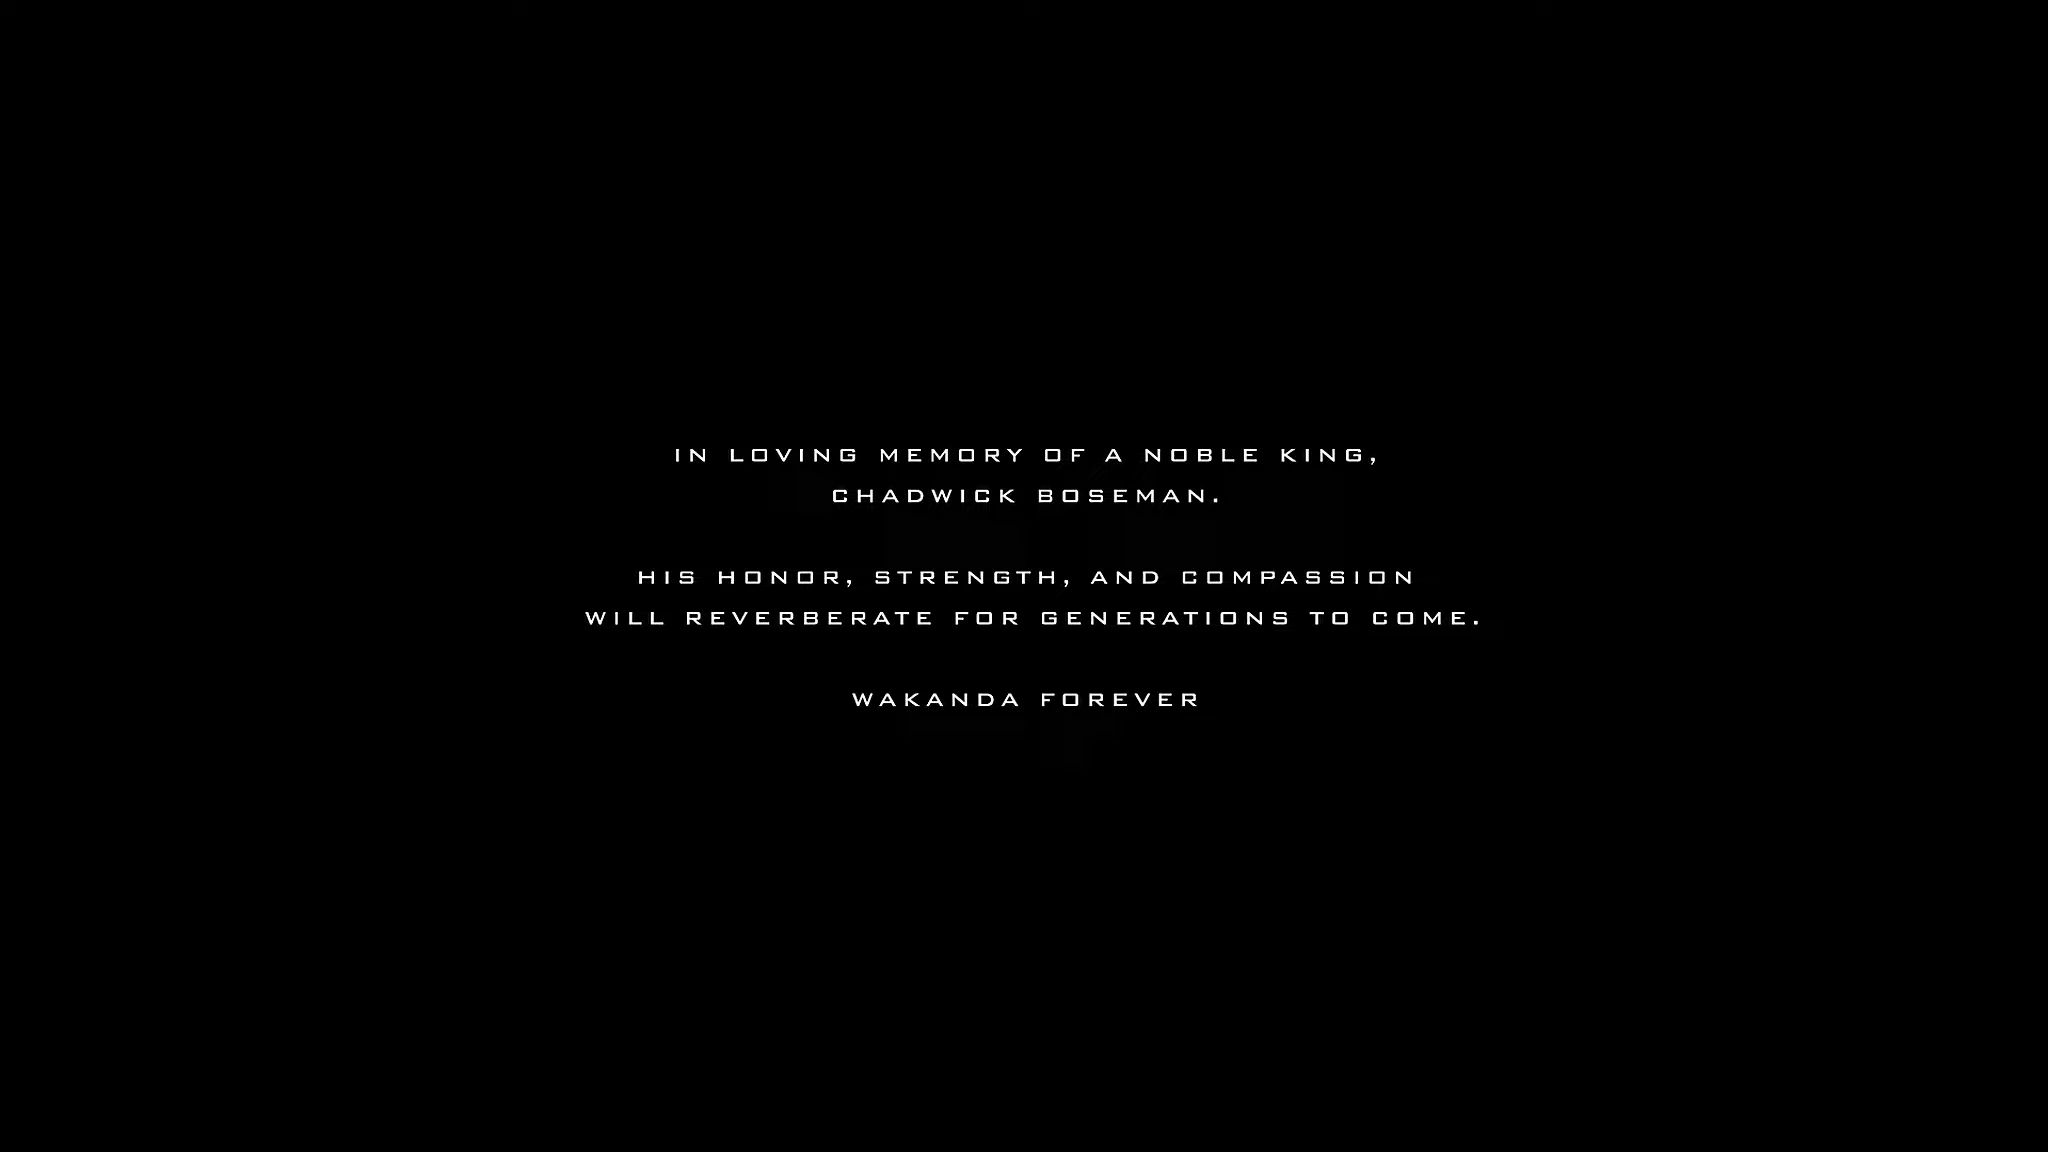 IN LOVING MEMORY OF A NOBLE KING,
CHADWICK BOSEMAN.
HIS HONOR, STRENGTH, AND COMPASSION
WILL REVERBERATE FOR GENERATIONS TO COME.
WAKANDA FOREVER